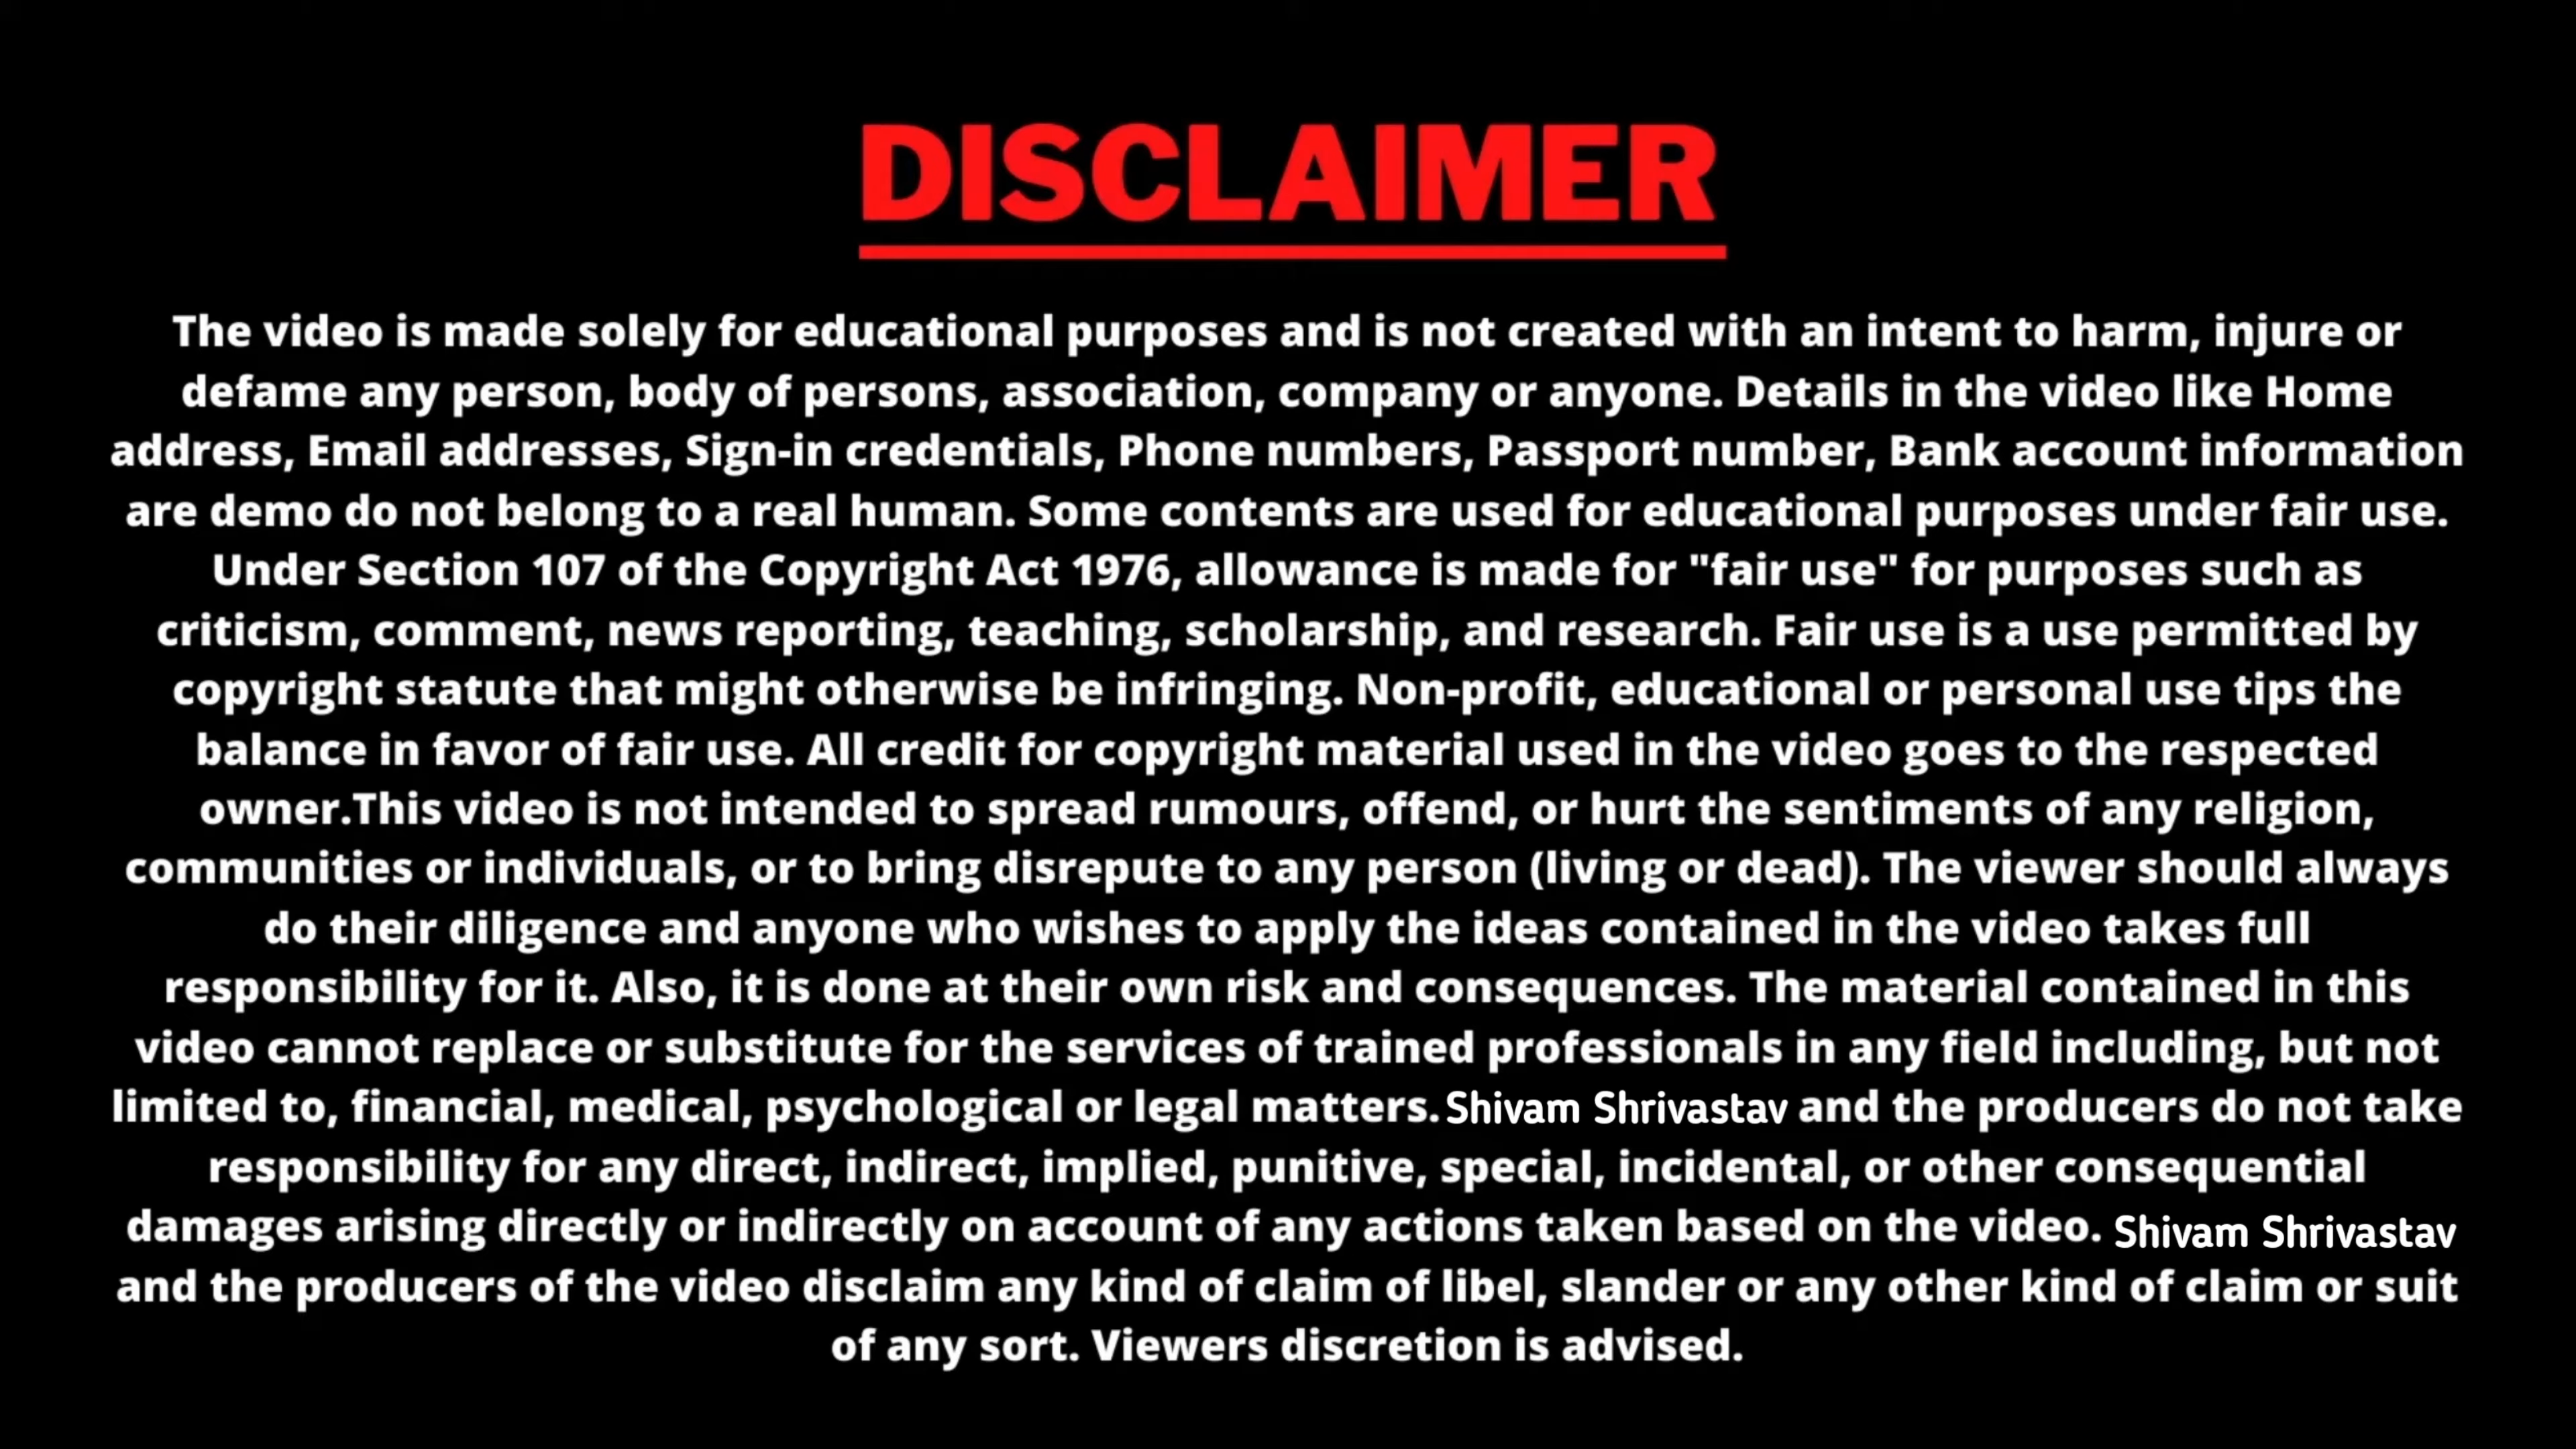 DISCLAIMER
The video is made solely for educational purposes and is not created with an intent to harm, injure or
defame any person, body of persons, association, company or anyone. Details in the video like Home
address, Email addresses, Sign-in credentials, Phone numbers, Passport number, Bank account information
are demo do not belong to a real human. Some contents are used for educational purposes under fair use.
Under Section 107 of the Copyright Act 1976, allowance is made for "fair use" for purposes such as
criticism, comment, news reporting, teaching, scholarship, and research. Fair use is a use permitted by
copyright statute that might otherwise be infringing. Non-profit, educational or personal use tips the
balance in favor of fair use. All credit for copyright material used in the video goes to the respected
owner.This video is not intended to spread rumours, offend, or hurt the sentiments of any religion,
communities or individuals, or to bring disrepute to any person (living or dead). The viewer should always
do their diligence and anyone who wishes to apply the ideas contained in the video takes full
responsibility for it. Also, it is done at their own risk and consequences. The material contained in this
video cannot replace or substitute for the services of trained professionals in any field including, but not
limited to, financial, medical, psychological or legal matters. Shivam Shrivastav and the producers do not take
responsibility for any direct, indirect, implied, punitive, special, incidental, or other consequential
damages arising directly or indirectly on account of any actions taken based on the video. Shivam Shrivastav
and the producers of the video disclaim any kind of claim of libel, slander or any other kind of claim or suit
of any sort. Viewers discretion is advised.